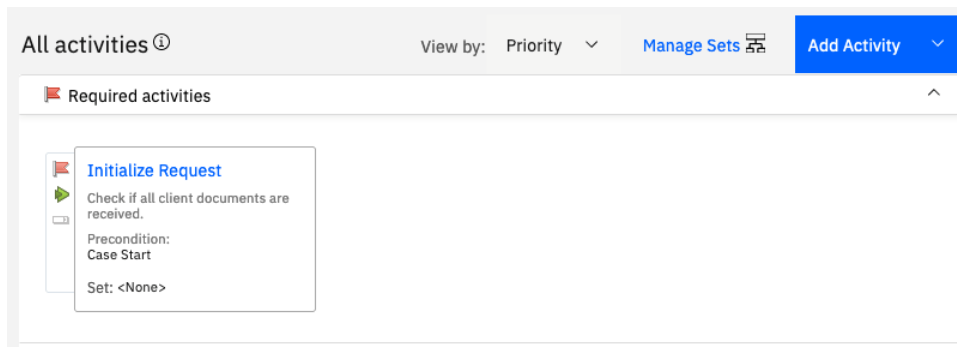 All activities
View by: Priority
Manage Sets
Add Activity
Required activities
Initialize Request
Check if all client documents are
received.
Precondition:
Case Start
Set: <None>